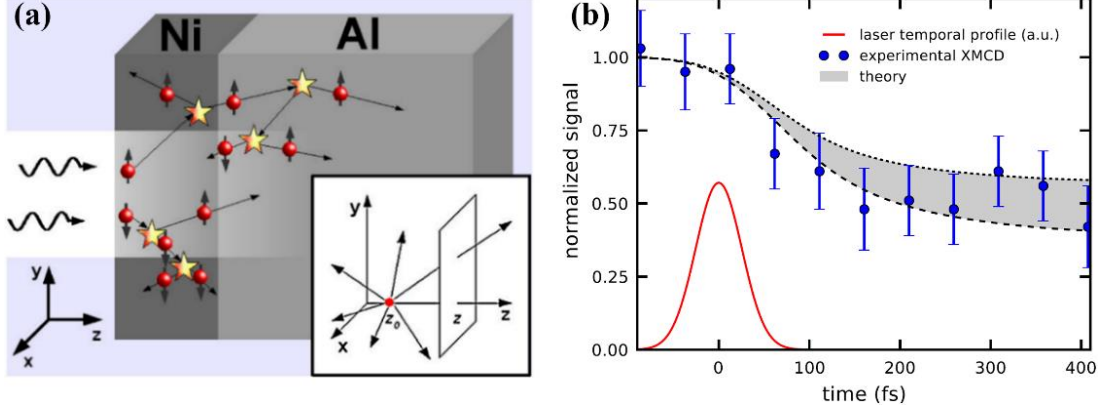 (a)
Ni
Al
y
z
x
y
x
z₀
z
z
(b)
laser temporal profile (a.u.)
experimental XMCD
theory
normalized signal
1.00
0.75
0.50
0.25
0.00
0
100
200
300
400
time (fs)